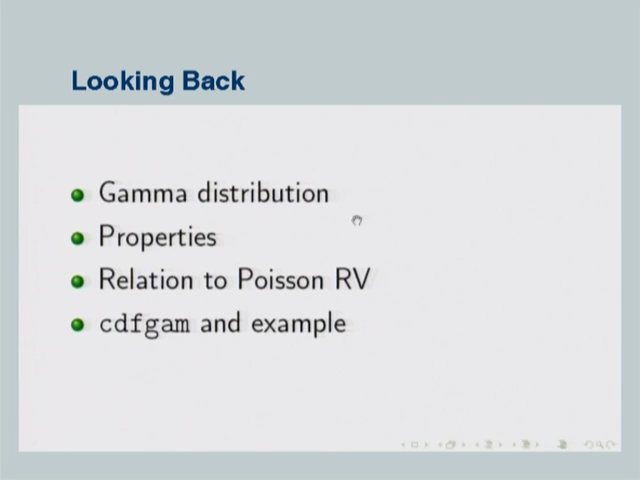 Looking Back
Gamma distribution
Properties
Relation to Poisson RV
cdfgam and example